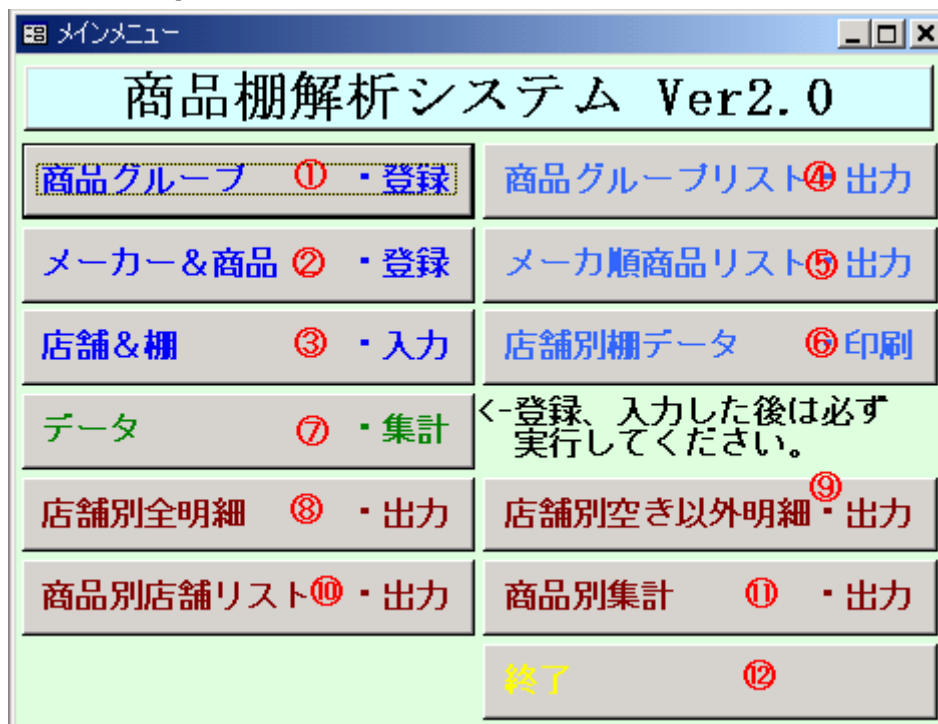 メインメニュー
商品棚解析システム Ver2.0
商品グループ ① ・登録
商品グループリスト④・出力
メーカー&商品 ② ・登録
メーカ順商品リスト⑤・出力
店舗&棚 ③ ・入力
店舗別棚データ ⑥・印刷
データ ⑦ ・集計
<-登録、入力した後は必ず
実行してください。
店舗別全明細 ⑧ ・出力
店舗別空き以外明細⑨・出力
商品別店舗リスト⑩・出力
商品別集計 ⑪ ・出力
終了 ⑫